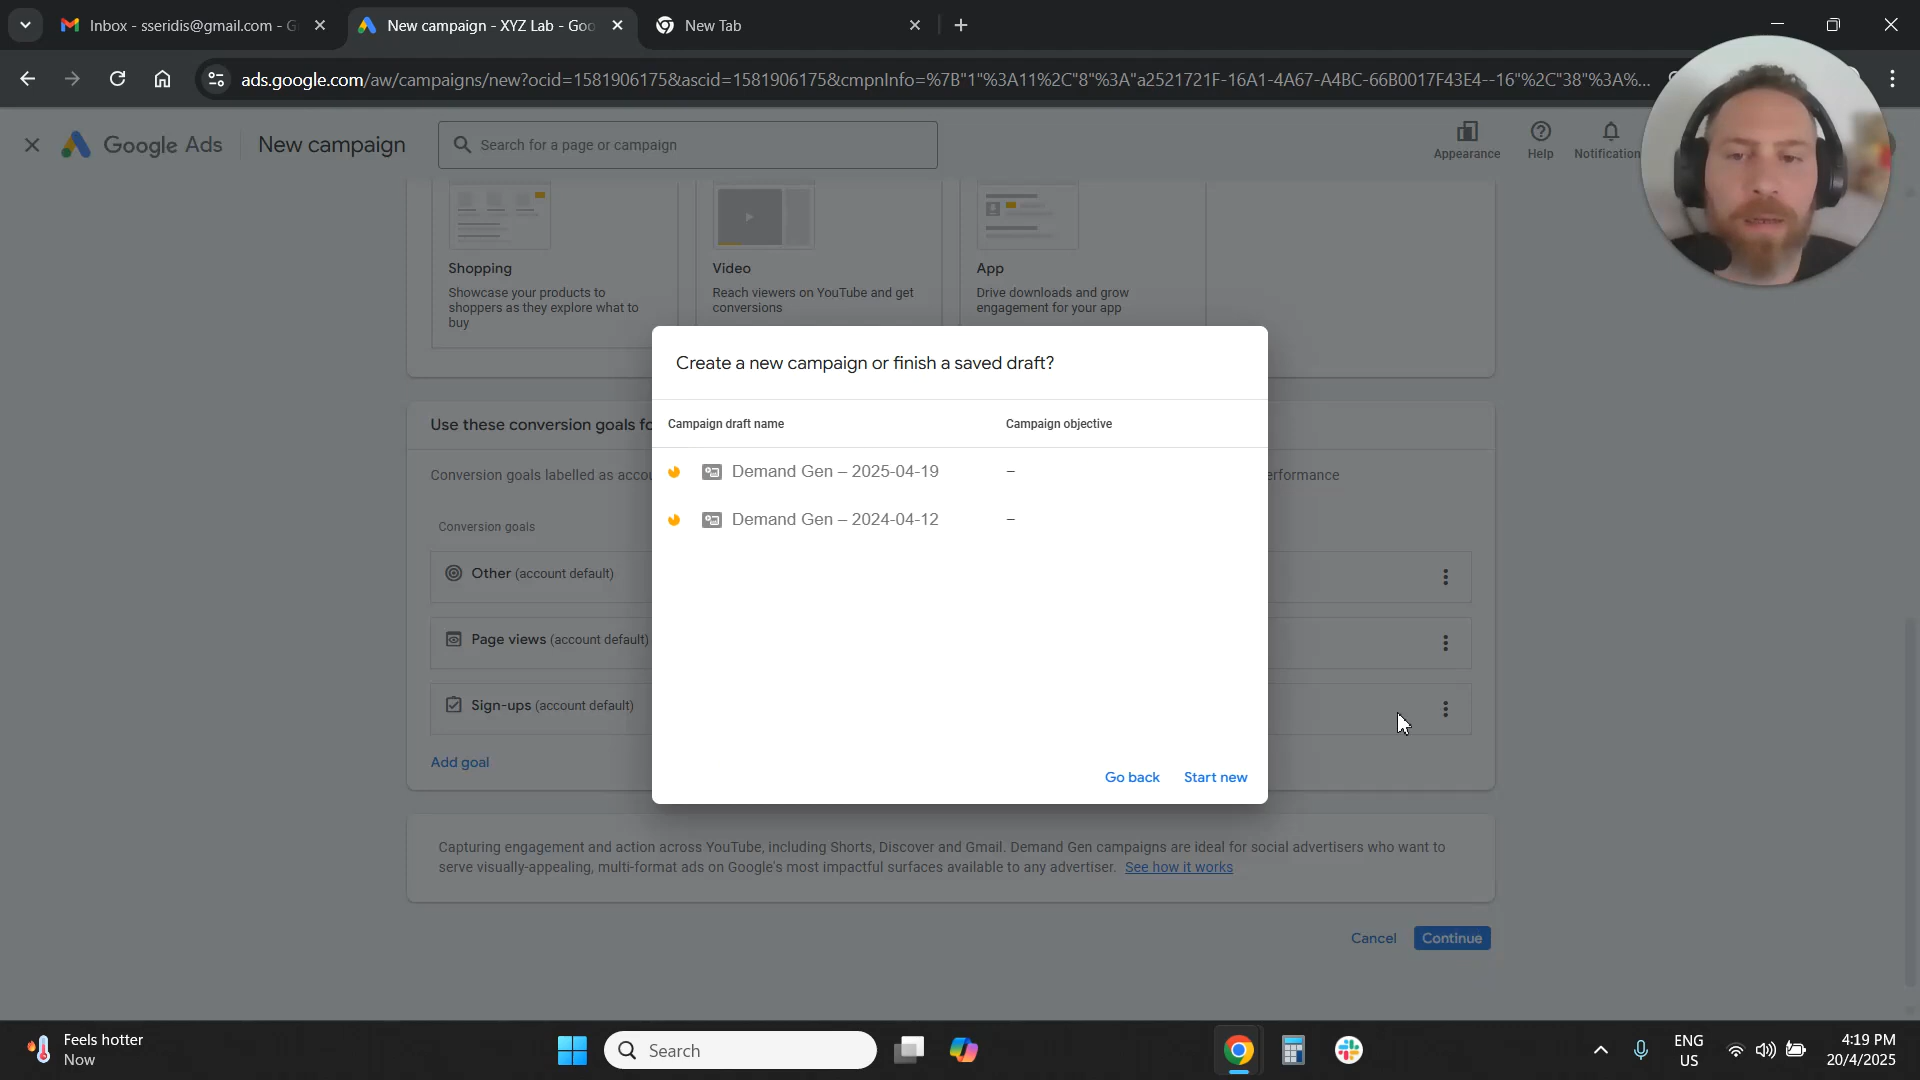 Inbox - sseridis@gmail.com - G
New campaign - XYZ Lab - Goo
New Tab
ads.google.com/aw/campaigns/new?ocid=1581906175&ascid=1581906175&cmpnInfo=%7B"1"%3A11%2C"8"%3A"a2521721F-16A1-4A67-A4BC-66B0017F43E4--16"%2C"38"%3A%...
Google Ads
New campaign
Search for a page or campaign
Appearance
Help
Notification
Shopping
Showcase your products to
shoppers as they explore what to
buy
Video
Reach viewers on YouTube and get
conversions
App
Drive downloads and grow
engagement for your app
Create a new campaign or finish a saved draft?
Campaign draft name
Campaign objective
Demand Gen – 2025-04-19
–
Demand Gen – 2024-04-12
–
Go back
Start new
Use these conversion goals fo
Conversion goals labelled as accou
erformance
Conversion goals
Other (account default)
Page views (account default)
Sign-ups (account default)
Add goal
Capturing engagement and action across YouTube, including Shorts, Discover and Gmail. Demand Gen campaigns are ideal for social advertisers who want to
serve visually-appealing, multi-format ads on Google's most impactful surfaces available to any advertiser. See how it works
Cancel
Continue
Feels hotter
Now
Search
ENG
US
4:19 PM
20/4/2025